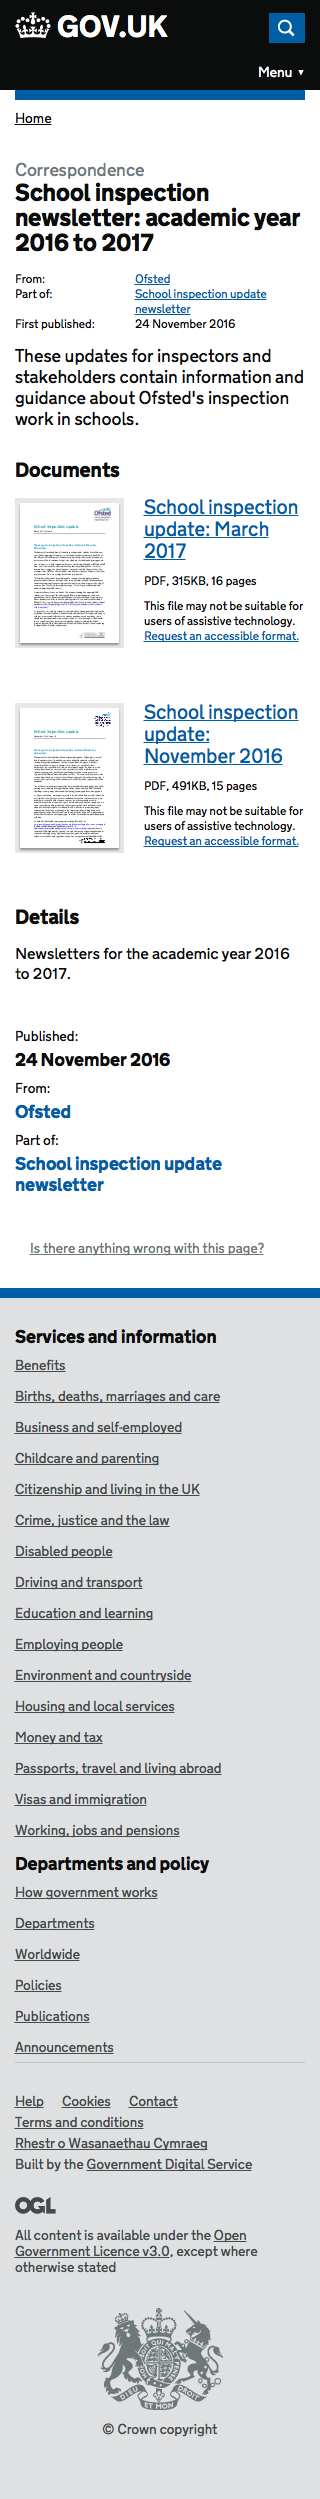 GOV.UK
Menu ▼
Home
Correspondence
School inspection
newsletter: academic year
2016 to 2017
From: Ofsted
Part of: School inspection update
newsletter
First published: 24 November 2016
These updates for inspectors and
stakeholders contain information and
guidance about Ofsted's inspection
work in schools.
Documents
Ofsted
School inspection update
School inspection
update: March
2017
PDF, 315KB, 16 pages
This file may not be suitable for
users of assistive technology.
Request an accessible format.
School inspection update
School inspection
update:
November 2016
PDF, 491KB, 15 pages
This file may not be suitable for
users of assistive technology.
Request an accessible format.
Details
Newsletters for the academic year 2016
to 2017.
Published:
24 November 2016
From:
Ofsted
Part of:
School inspection update
newsletter
Is there anything wrong with this page?
Services and information
Benefits
Births, deaths, marriages and care
Business and self-employed
Childcare and parenting
Citizenship and living in the UK
Crime, justice and the law
Disabled people
Driving and transport
Education and learning
Employing people
Environment and countryside
Housing and local services
Money and tax
Passports, travel and living abroad
Visas and immigration
Working, jobs and pensions
Departments and policy
How government works
Departments
Worldwide
Policies
Publications
Announcements
Help Cookies Contact
Terms and conditions
Rhestr o Wasanaethau Cymraeg
Built by the Government Digital Service
OGL
All content is available under the Open
Government Licence v3.0, except where
otherwise stated
DIEU ET MON DROIT
© Crown copyright